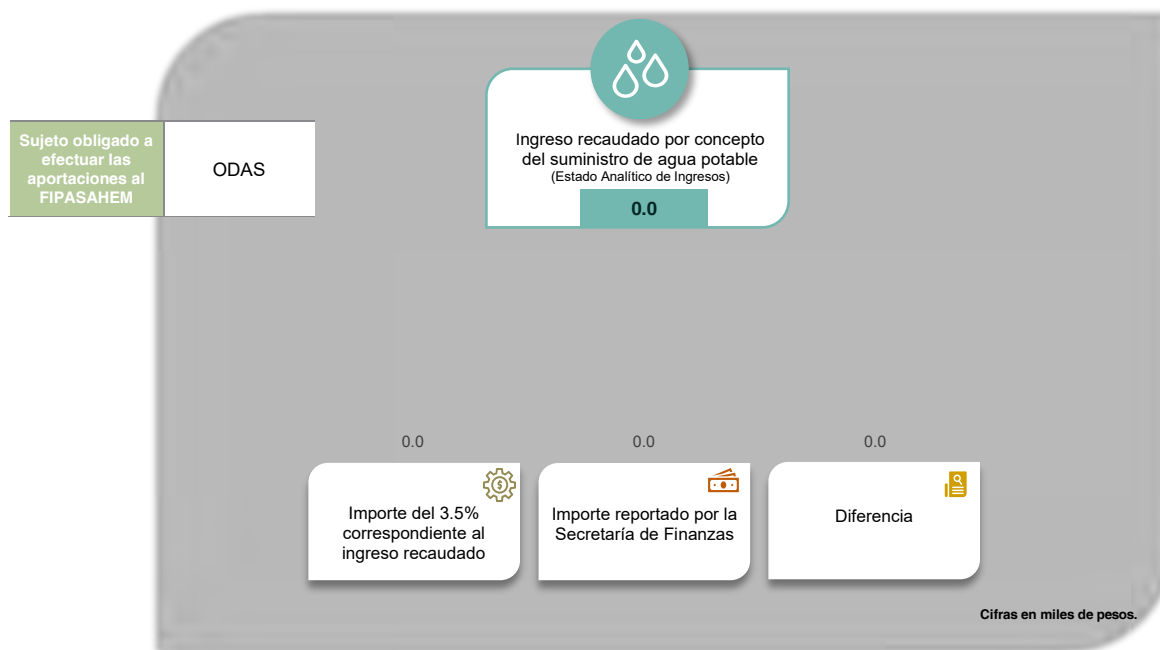 Sujeto obligado a
efectuar las
aportaciones al
FIPASAHEM
ODAS
Ingreso recaudado por concepto
del suministro de agua potable
(Estado Analítico de Ingresos)
0.0
0.0
Importe del 3.5%
correspondiente al
ingreso recaudado
0.0
Importe reportado por la
Secretaría de Finanzas
0.0
Diferencia
Cifras en miles de pesos.